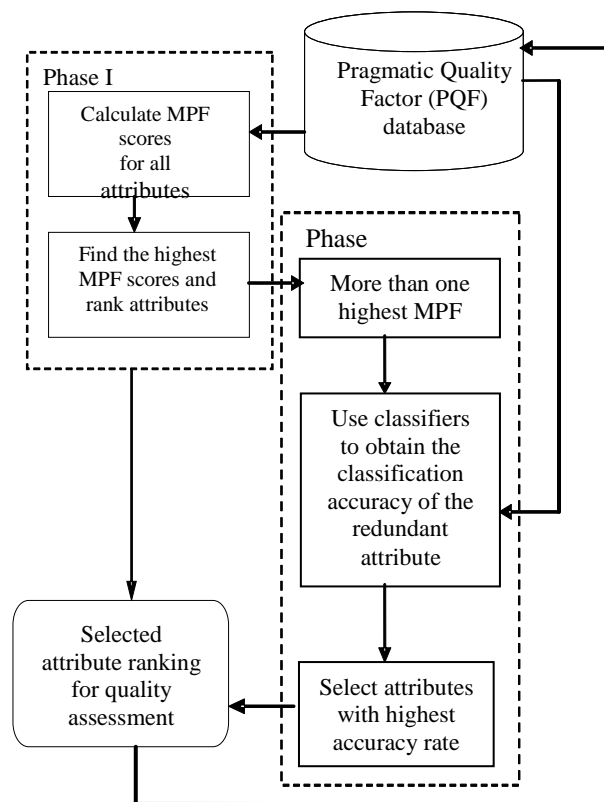 Pragmatic Quality
Factor (PQF)
database
Phase I
Calculate MPF
scores
for all
attributes
Find the highest
MPF scores and
rank attributes
Phase
More than one
highest MPF
Use classifiers
to obtain the
classification
accuracy of the
redundant
attribute
Selected
attribute ranking
for quality
assessment
Select attributes
with highest
accuracy rate